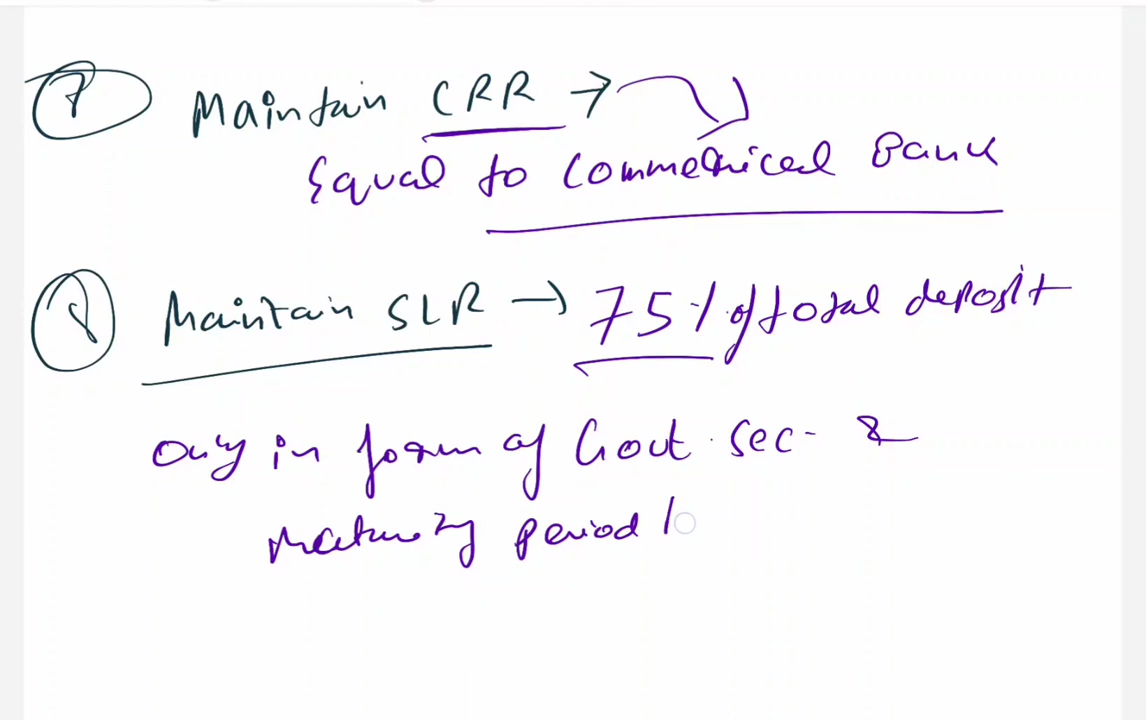 7 Maintain CRR →
Equal to Commerical Bank
8 Maintain SLR → 75% of total deposit
Only in form of Govt. Sec- &
Maturity period